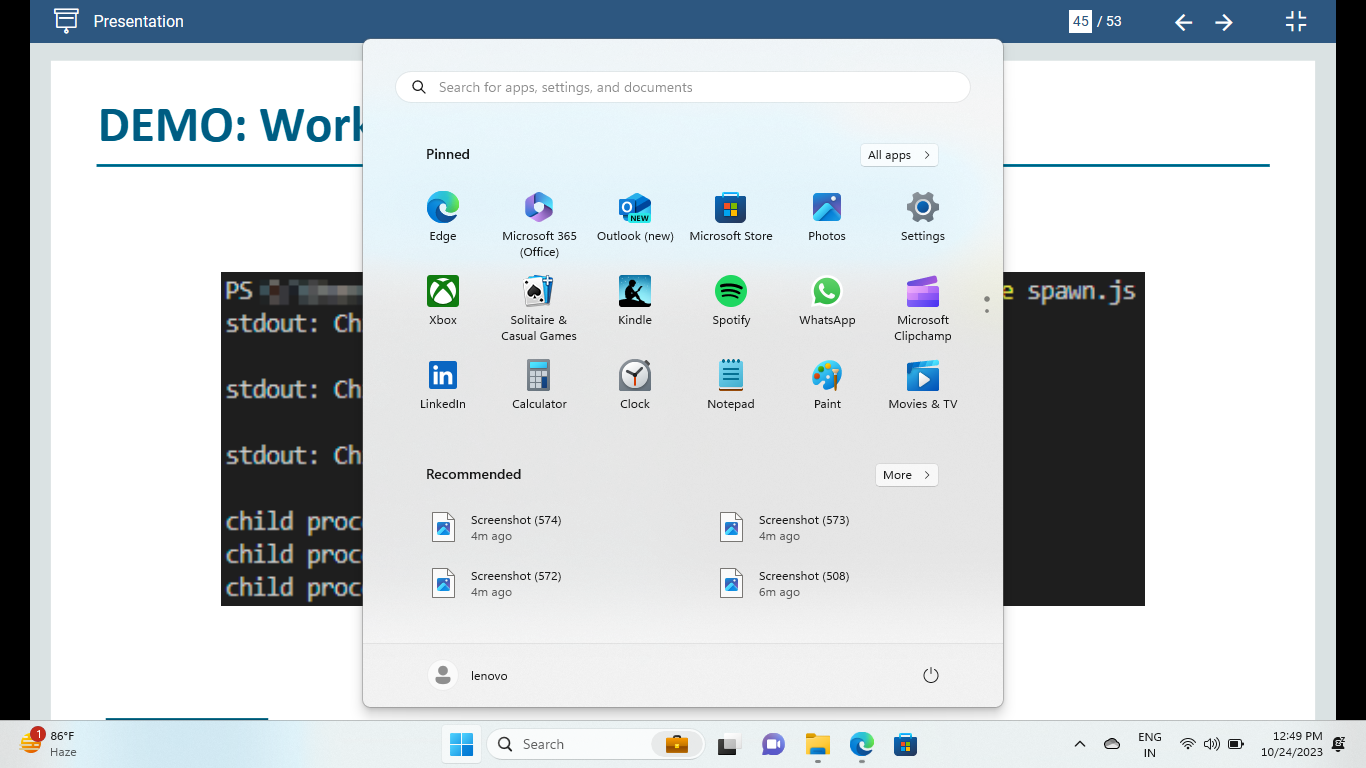 Presentation
45 / 53
DEMO: Work
PS
e spawn.js
stdout: Ch
stdout: Ch
stdout: Ch
child proc
child proc
child proc
Search for apps, settings, and documents
Pinned
All apps
Edge
Microsoft 365
(Office)
Outlook (new)
NEW
Microsoft Store
Photos
Settings
Xbox
Solitaire &
Casual Games
Kindle
Spotify
WhatsApp
Microsoft
Clipchamp
LinkedIn
Calculator
Clock
Notepad
Paint
Movies & TV
Recommended
More
Screenshot (574)
4m ago
Screenshot (573)
4m ago
Screenshot (572)
4m ago
Screenshot (508)
6m ago
lenovo
1
86°F
Haze
Search
ENG
IN
12:49 PM
10/24/2023